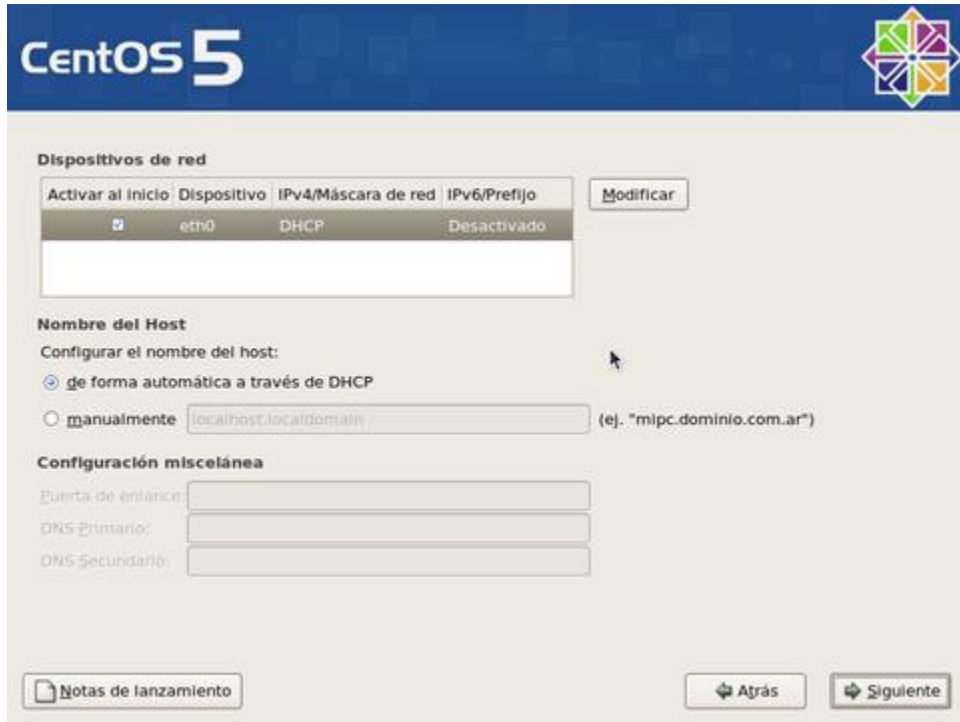 CentOS 5
Dispositivos de red
Activar al inicio Dispositivo IPv4/Máscara de red IPv6/Prefijo
Modificar
eth0 DHCP Desactivado
Nombre del Host
Configurar el nombre del host:
de forma automática a través de DHCP
manualmente localhost.localdomain (ej. "mipc.dominio.com.ar")
Configuración miscelánea
Puerta de enlance:
DNS Primario:
DNS Secundario:
Notas de lanzamiento
Atrás
Siguiente